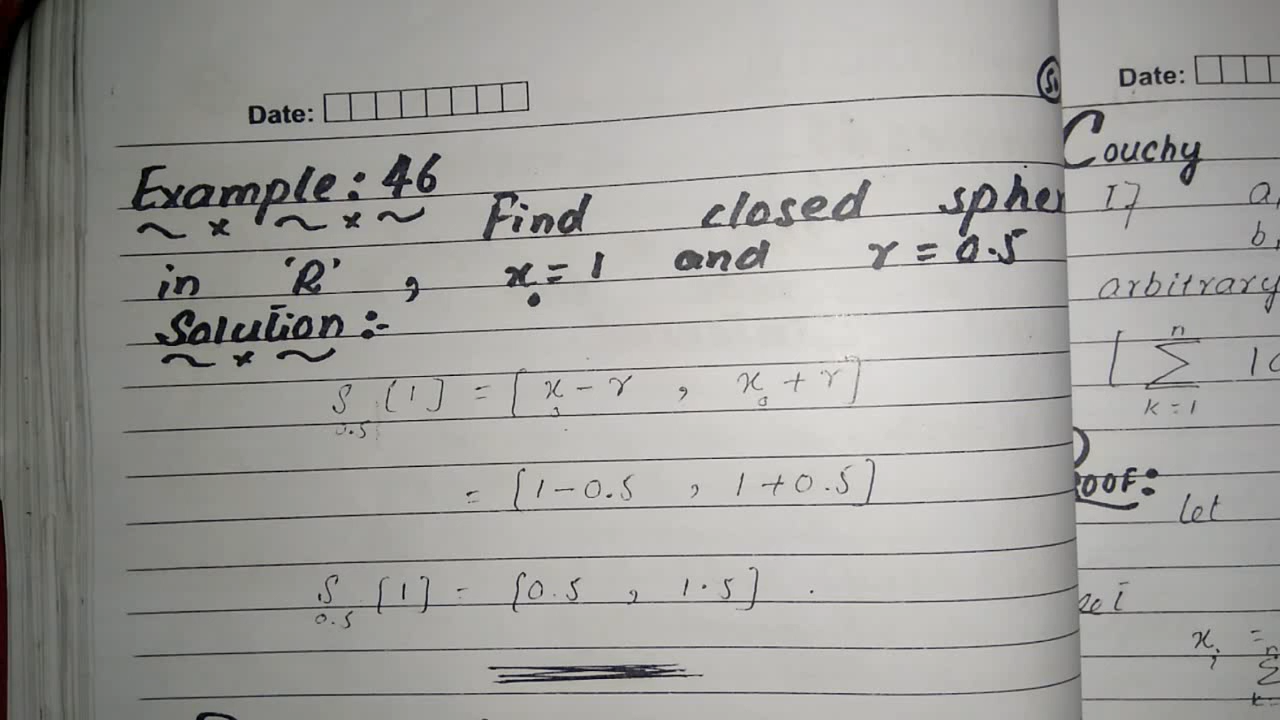 Date:
Example: 46
Find closed spher
in 'R' , x₀ = 1 and r = 0.5
Solution:-
S₀.₅ [1] = [x₀ - r , x₀ + r]
= [1 - 0.5 , 1 + 0.5]
S₀.₅ [1] = [0.5 , 1.5] .
Date:
Couchy
If a,
b,
arbitrary
[ n∑k=1 |a
Proof:
let
x =